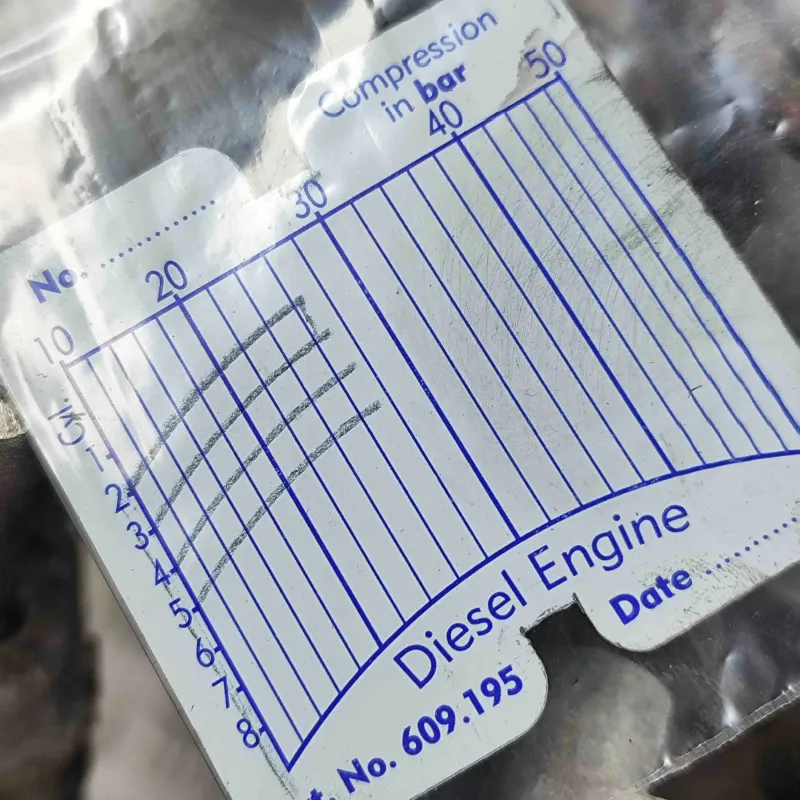 Compression
in bar
No. ....................
10 20 30 40 50
Cyl.
1
2
3
4
5
6
7
8
Diesel Engine
Date ..........
t. No. 609.195